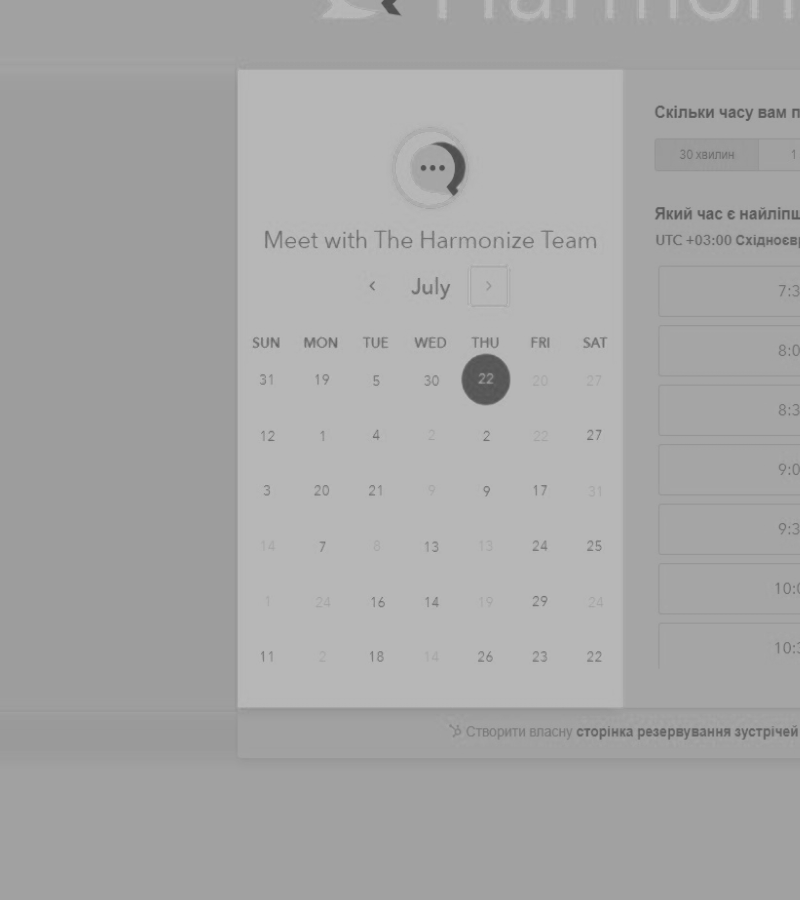 Harmon
Meet with The Harmonize Team
July
SUN MON TUE WED THU FRI SAT
31 19 5 30 22 20 27
12 1 4 2 2 22 27
3 20 21 9 9 17 31
14 7 8 13 13 24 25
1 24 16 14 19 29 24
11 2 18 14 26 23 22
Скільки часу вам п
30 хвилин 1
Який час є найліпш
UTC +03:00 Східноєвр
7:3
8:0
8:3
9:0
9:3
10:0
10:3
Створити власну сторінка резервування зустрічей